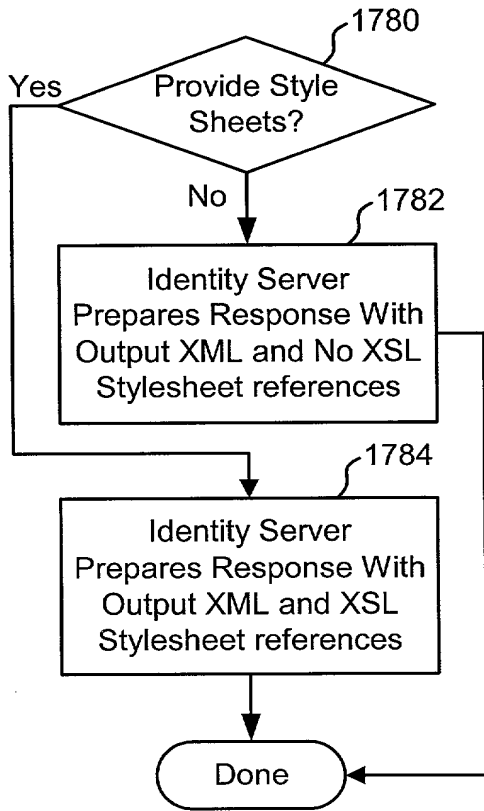 1780
Yes
Provide Style
Sheets?
No
1782
Identity Server
Prepares Response With
Output XML and No XSL
Stylesheet references
1784
Identity Server
Prepares Response With
Output XML and XSL
Stylesheet references
Done